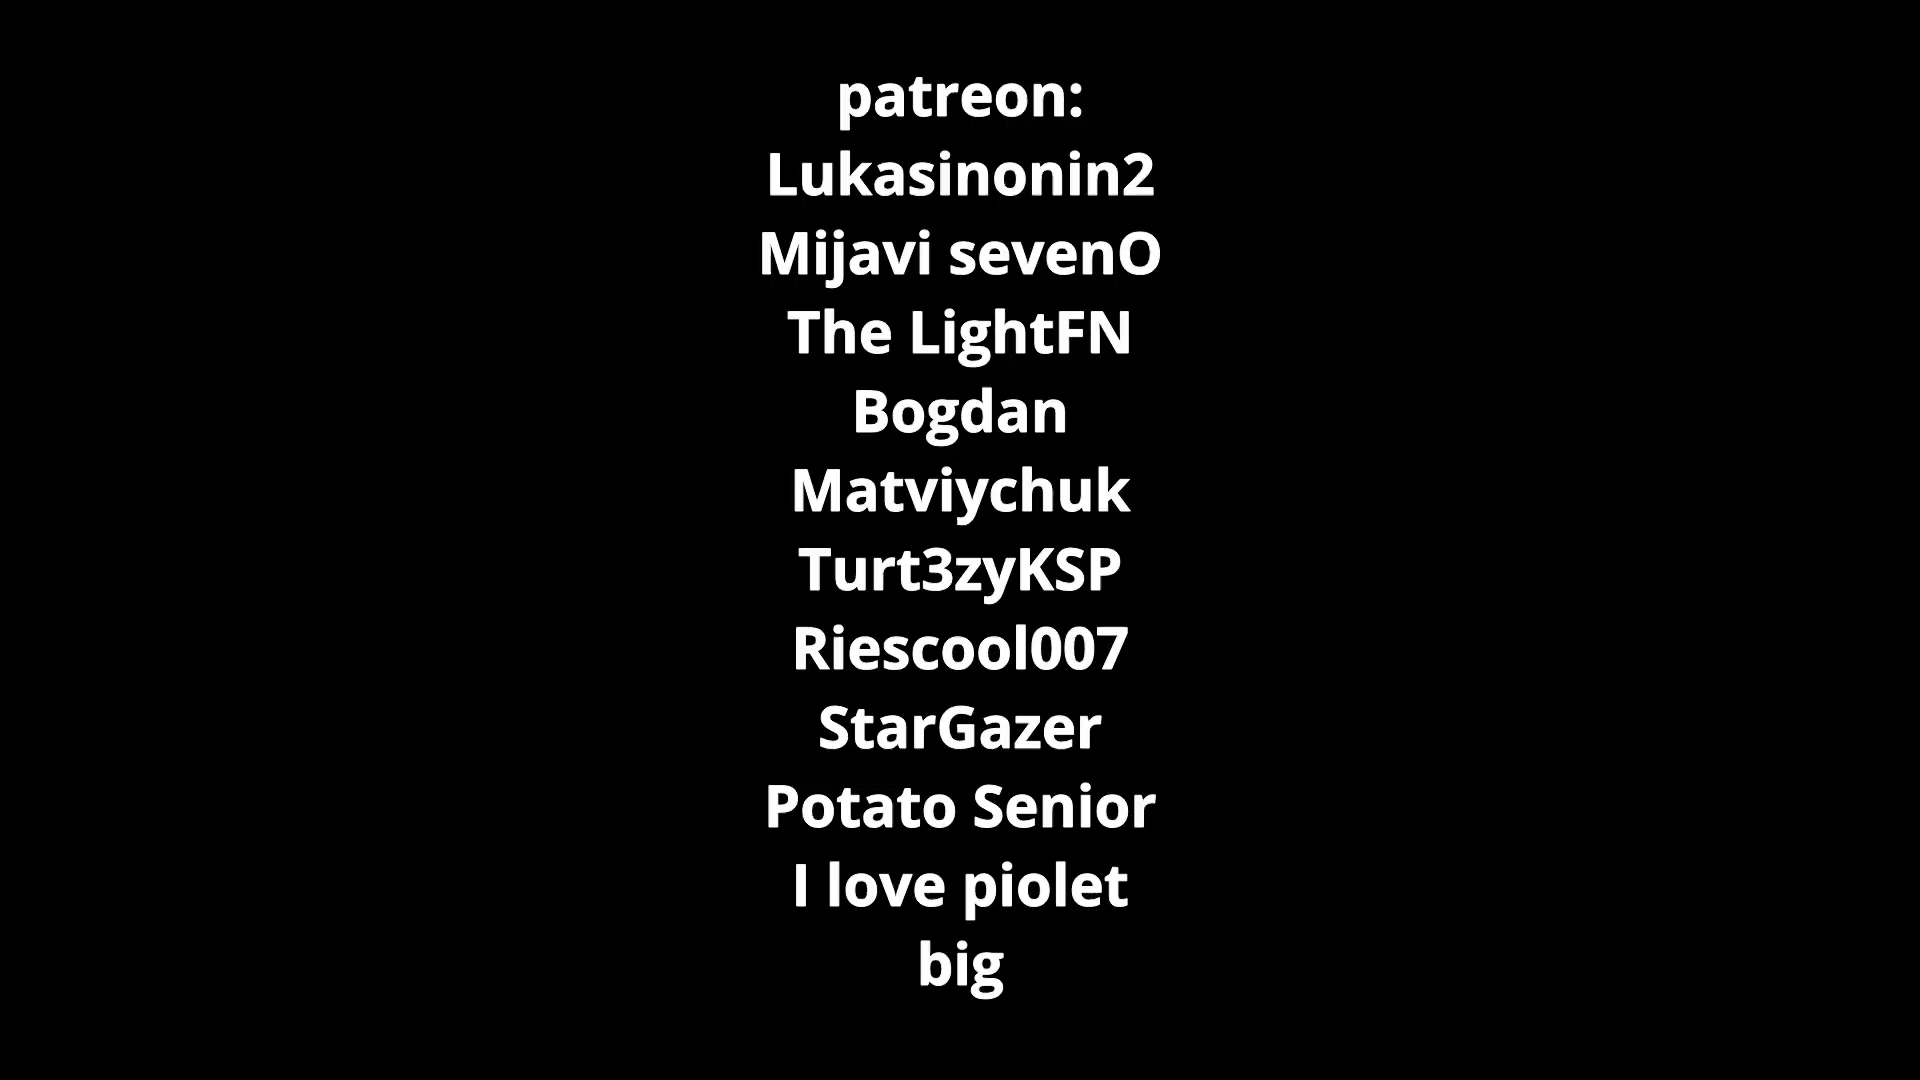 patreon:
Lukasinonin2
Mijavi sevenO
The LightFN
Bogdan
Matviychuk
Turt3zyKSP
Riescool007
StarGazer
Potato Senior
I love piolet
big